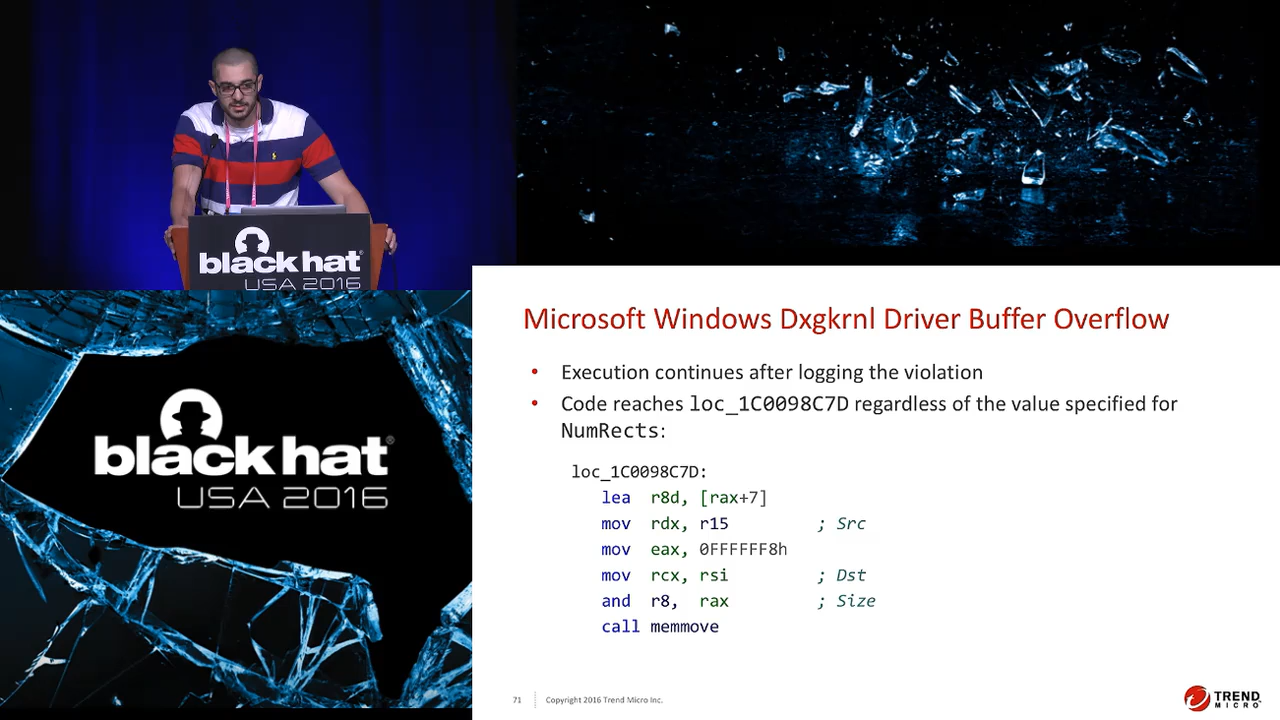 black hat®
USA 2016
black hat®
USA 2016
Microsoft Windows Dxgkrnl Driver Buffer Overflow
• Execution continues after logging the violation
• Code reaches loc_1C0098C7D regardless of the value specified for
NumRects:
loc_1C0098C7D:
lea r8d, [rax+7]
mov rdx, r15 ; Src
mov eax, 0FFFFFF8h
mov rcx, rsi ; Dst
and r8, rax ; Size
call memmove
71 Copyright 2016 Trend Micro Inc.
TREND
MICRO